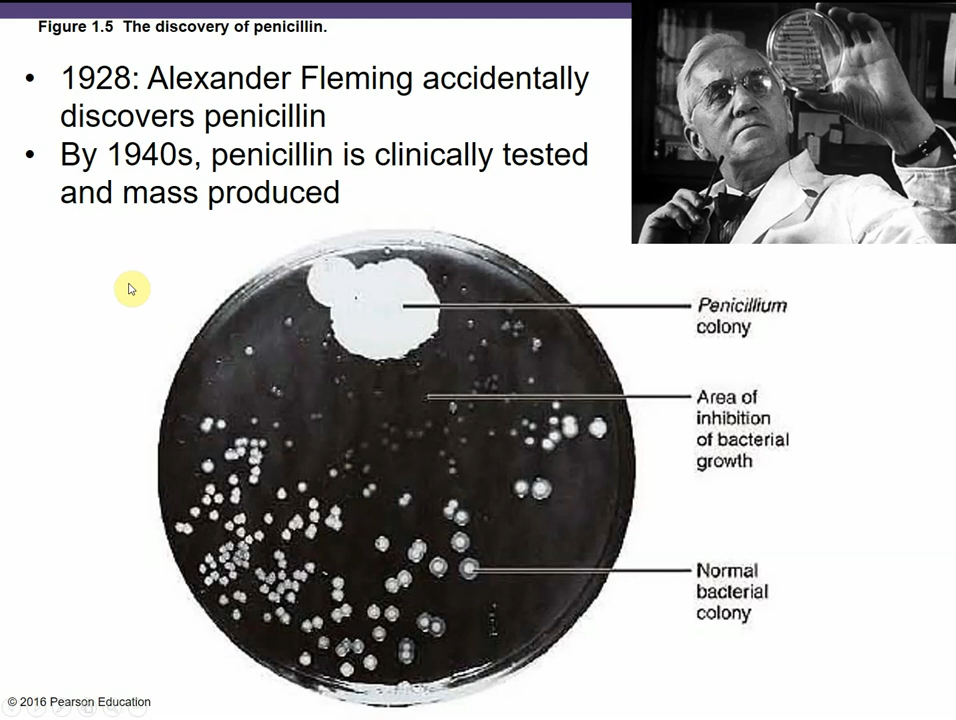 Figure 1.5 The discovery of penicillin.
• 1928: Alexander Fleming accidentally
discovers penicillin
• By 1940s, penicillin is clinically tested
and mass produced
Penicillium
colony
Area of
inhibition
of bacterial
growth
Normal
bacterial
colony
© 2016 Pearson Education